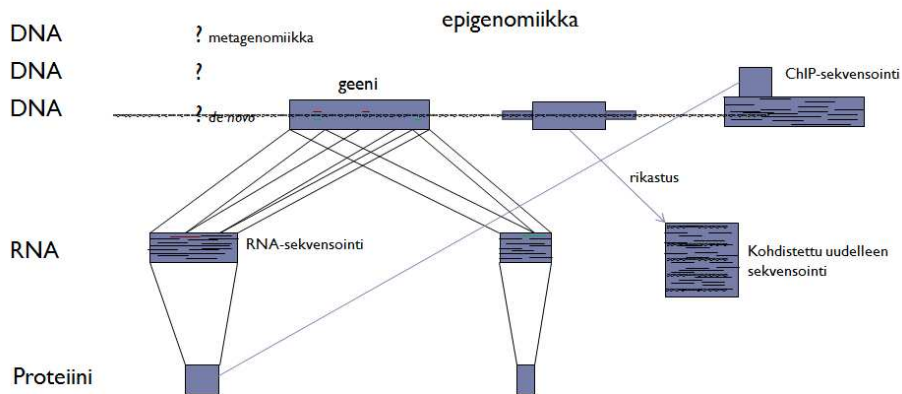 epigenomiikka
DNA ? metagenomiikka
DNA ?
ChIP-sekvensointi
geeni
DNA ? de novo
rikastus
RNA
RNA-sekvensointi
Kohdistettu uudelleen
sekvensointi
Proteiini